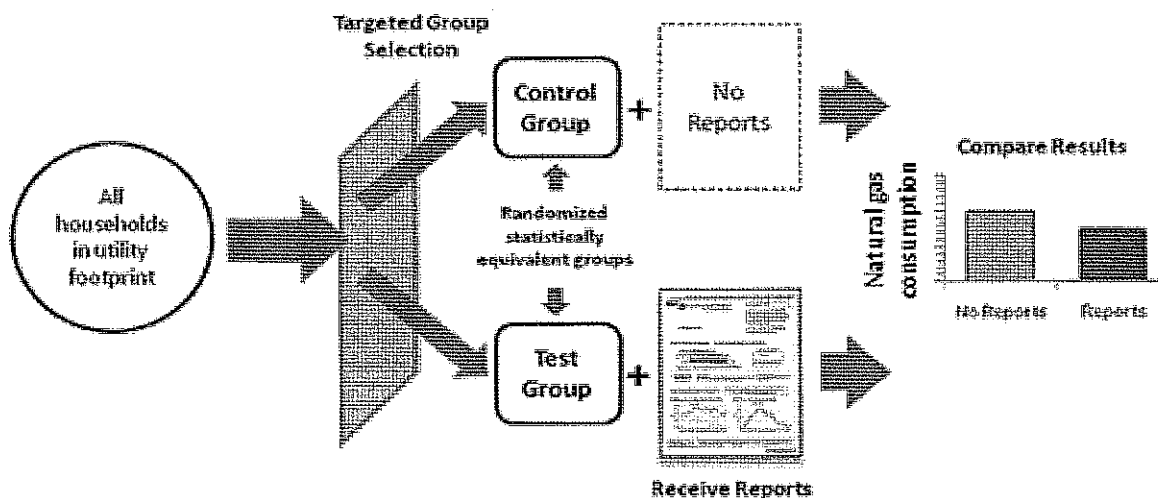 Targeted Group
Selection
Control
Group
+
No
Reports
All
households
in utility
footprint
Randomized
statistically
equivalent groups
Test
Group
+
Receive Reports
Compare Results
Natural gas
consumption
No Reports
Reports